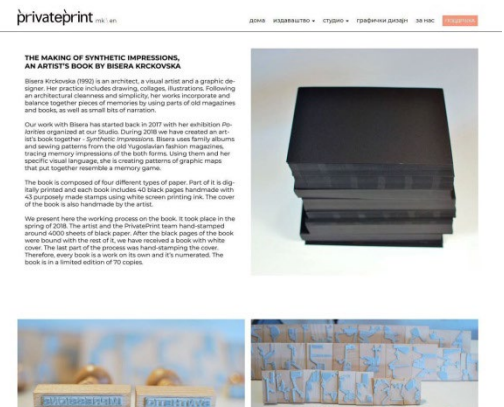 privateprint mk \ en
дома издаваштво студио графички дизајн за нас
THE MAKING OF SYNTHETIC IMPRESSIONS,
AN ARTIST'S BOOK BY BISERA KRCKOVSKA
Bisera Krckovska (1992) is an architect, a visual artist and a graphic de-
signer. Her practice includes drawing, collages, illustrations. Following
an architectural cleanness and simplicity, her works incorporate and
balance together pieces of memories by using parts of old magazines
and books, as well as small bits of narration.
Our work with Bisera has started back in 2017 with her exhibition Po-
larities organized at our Studio. During 2018 we have created an art-
ist's book together - Synthetic Impressions. Bisera uses family albums
and sewing patterns from the old Yugoslavian fashion magazines,
tracing memory impressions of the both forms. Using them and her
specific visual language, she is creating patterns of graphic maps
that put together resemble a memory game.
The book is composed of four different types of paper. Part of it is dig-
itally printed and each book includes 40 black pages handmade with
43 purposely made stamps using white screen printing ink. The cover
of the book is also handmade by the artist.
We present here the working process on the book. It took place in the
spring of 2018. The artist and the PrivatePrint team hand-stamped
around 4000 sheets of black paper. After the black pages of the book
were bound with the rest of it, we have received a book with white
cover. The last part of the process was hand-stamping the cover.
Therefore, every book is a work on its own and it's numerated. The
book is in a limited edition of 70 copies.